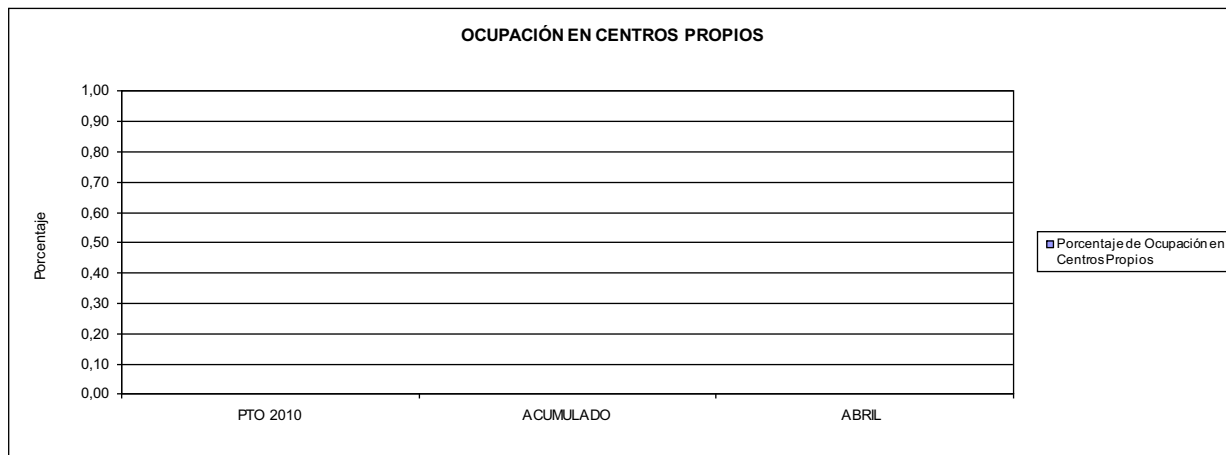 OCUPACIÓN EN CENTROS PROPIOS
1,00
0,90
0,80
0,70
0,60
0,50
0,40
0,30
0,20
0,10
0,00
Porcentaje
PTO 2010 ACUMULADO ABRIL
Porcentaje de Ocupación en
Centros Propios